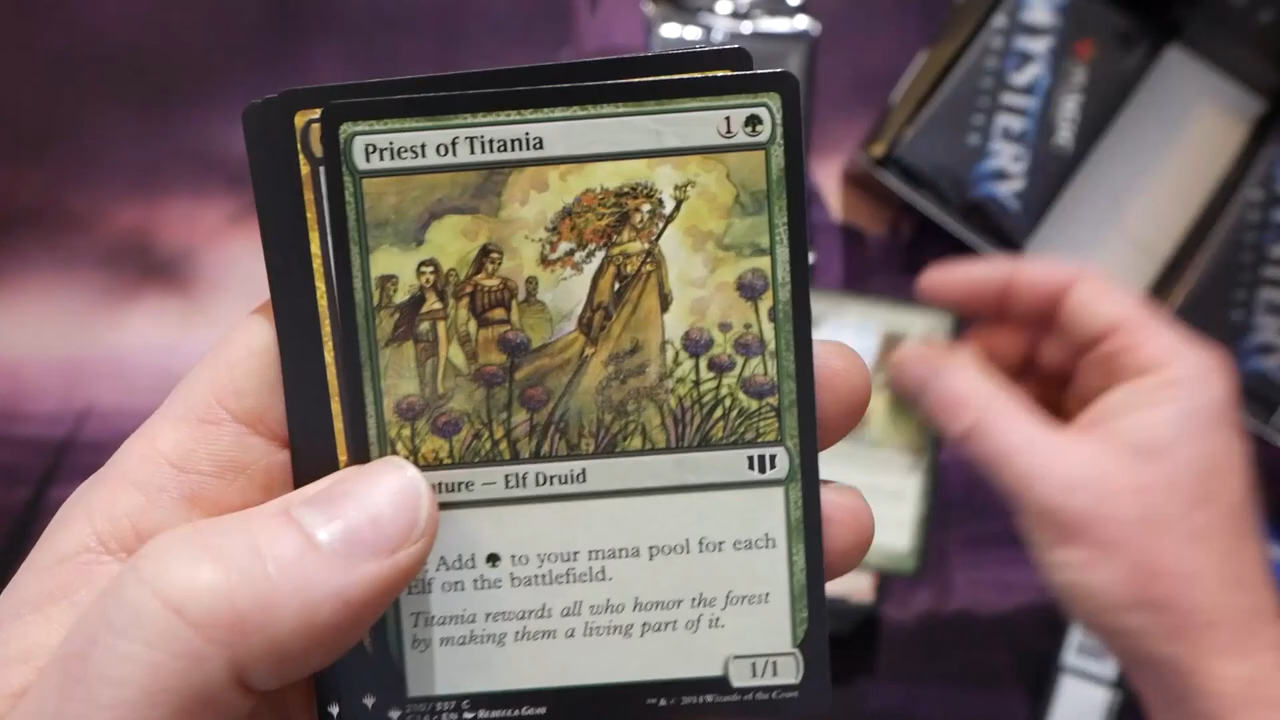 Priest of Titania 1
ture — Elf Druid
: Add to your mana pool for each
Elf on the battlefield.
Titania rewards all who honor the forest
by making them a living part of it.
1/1
MYSTERY